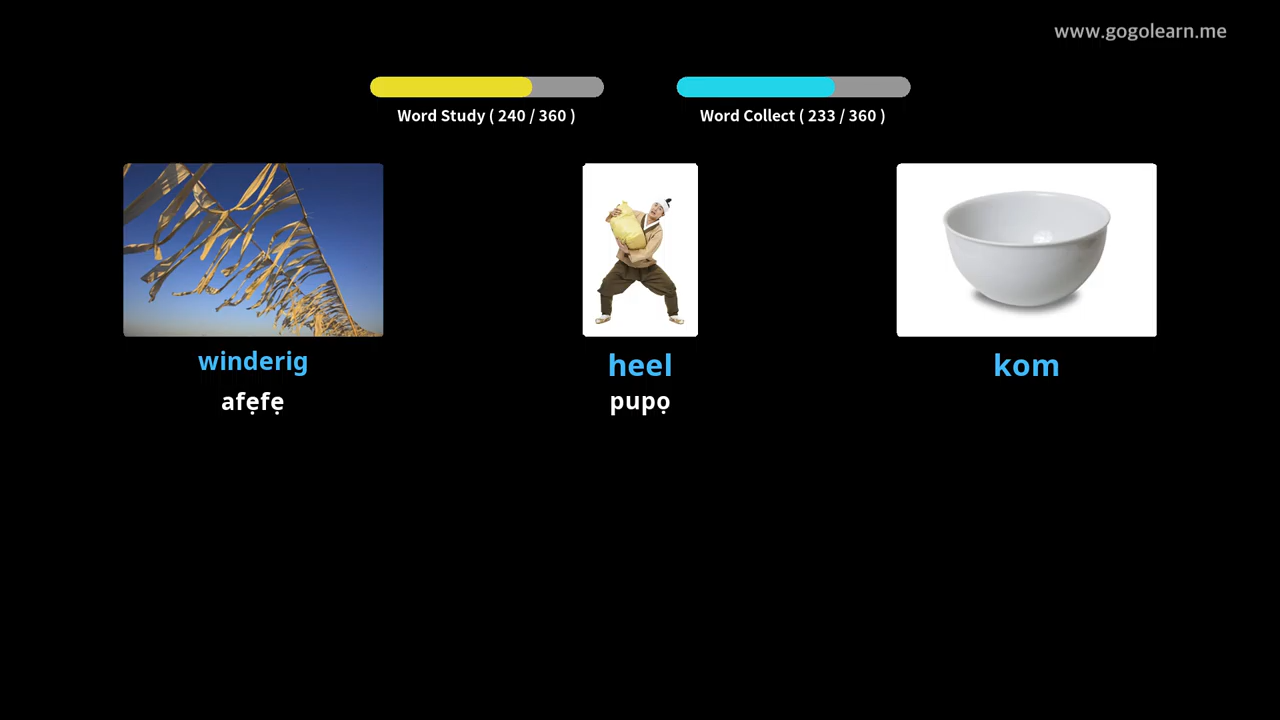 www.gogolearn.me
Word Study ( 240 / 360 )
Word Collect ( 233 / 360 )
winderig
heel
kom
afẹfẹ
pupọ